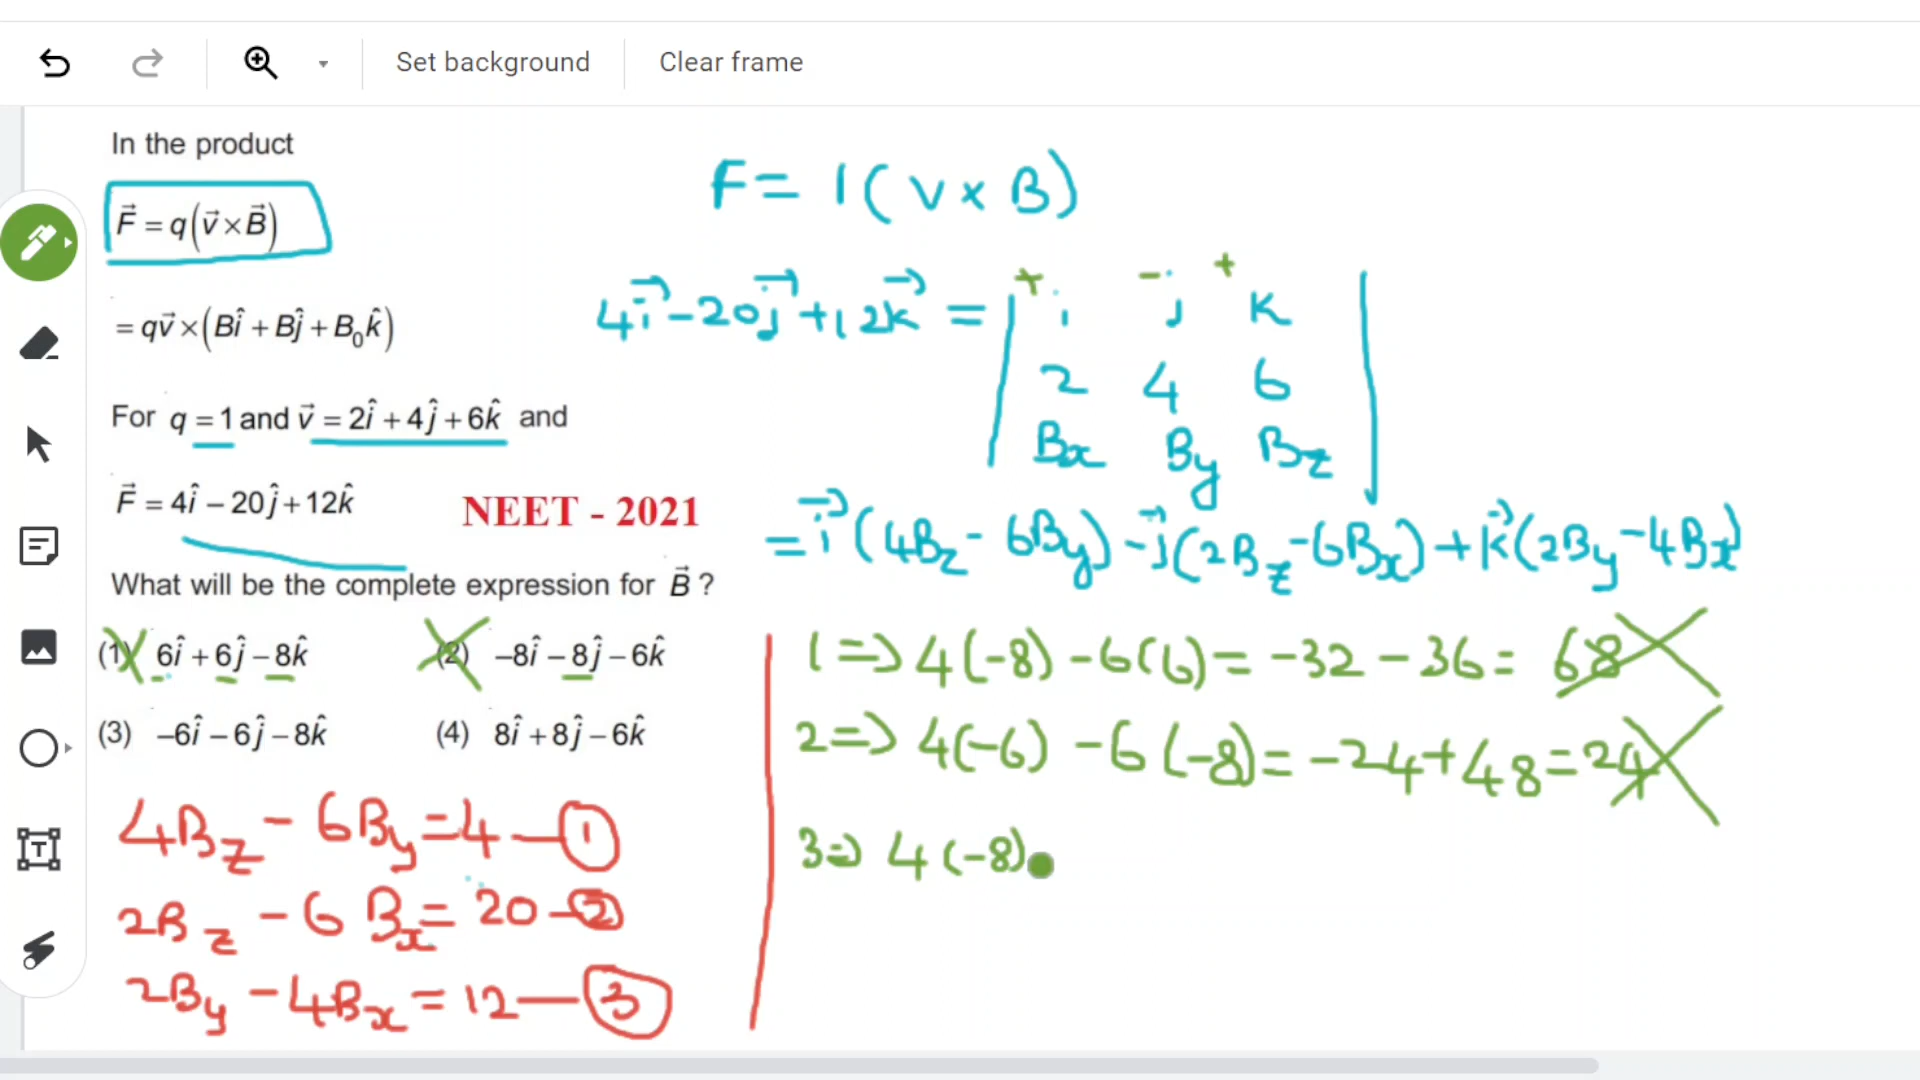 Set background Clear frame
In the product
F⃗ = q(v⃗ × B⃗)
= qv⃗ × (Bî + Bĵ + B₀k̂)
For q = 1 and v⃗ = 2î + 4ĵ + 6k̂ and
F⃗ = 4î – 20ĵ + 12k̂
NEET - 2021
What will be the complete expression for B⃗ ?
(1) 6î + 6ĵ – 8k̂
(2) –8î – 8ĵ – 6k̂
(3) –6î – 6ĵ – 8k̂
(4) 8î + 8ĵ – 6k̂
4Bz - 6By = 4 — ①
2Bz - 6Bx = 20 - ②
2By - 4Bx = 12 — ③
F = 1 (V × B)
+ - +
4i⃗ - 20j⃗ + 12k⃗ = | i j k
2 4 6
Bx By Bz |
= i⃗ (4Bz - 6By) - j⃗ (2Bz - 6Bx) + k⃗ (2By - 4Bx)
1 => 4(-8) - 6(6) = -32 - 36 = 68
2 => 4(-6) - 6(-8) = -24 + 48 = 24
3 => 4(-8)